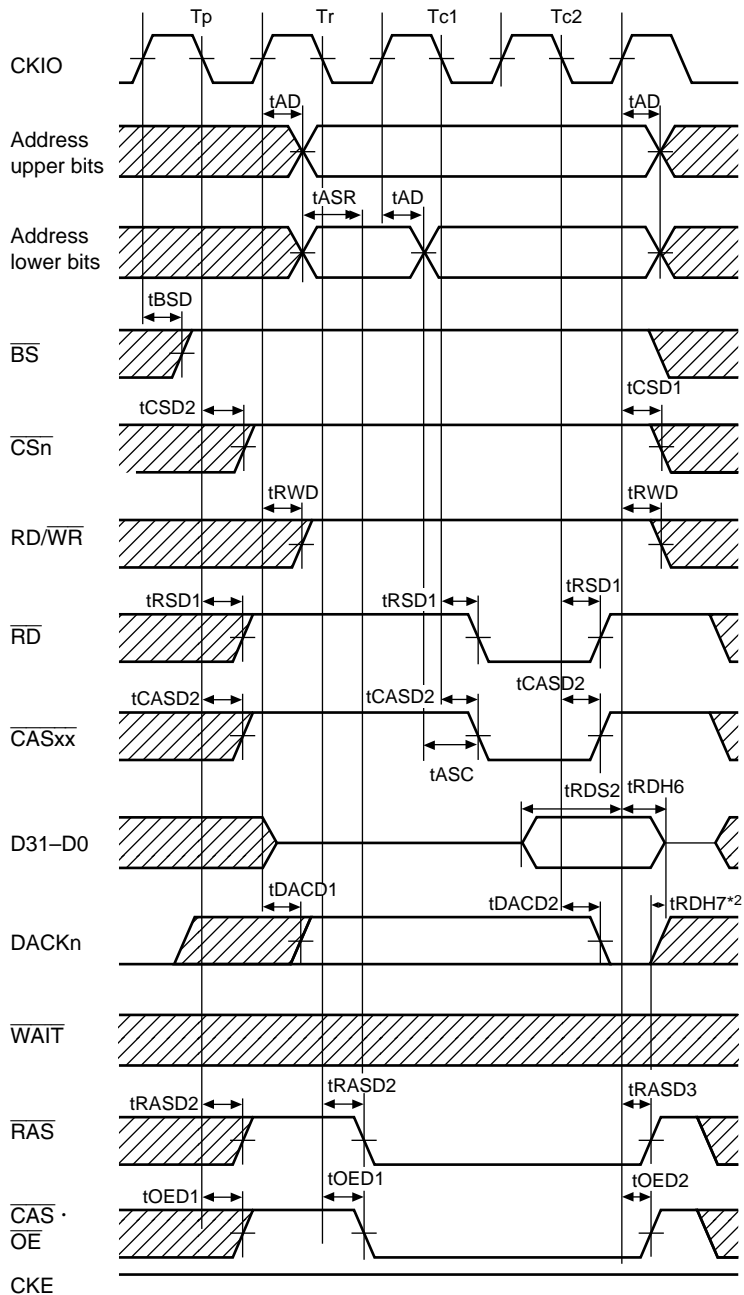 Tp Tr Tc1 Tc2
CKIO
tAD tAD
Address
upper bits
tASR tAD
Address
lower bits
tBSD
BS
tCSD2 tCSD1
CSn
tRWD tRWD
RD/WR
tRSD1 tRSD1 tRSD1
RD
tCASD2 tCASD2 tCASD2
CASxx
tASC
tRDS2 tRDH6
D31–D0
tDACD1 tDACD2 tRDH7*2
DACKn
WAIT
tRASD2 tRASD2 tRASD3
RAS
tOED1 tOED1 tOED2
CAS ·
OE
CKE